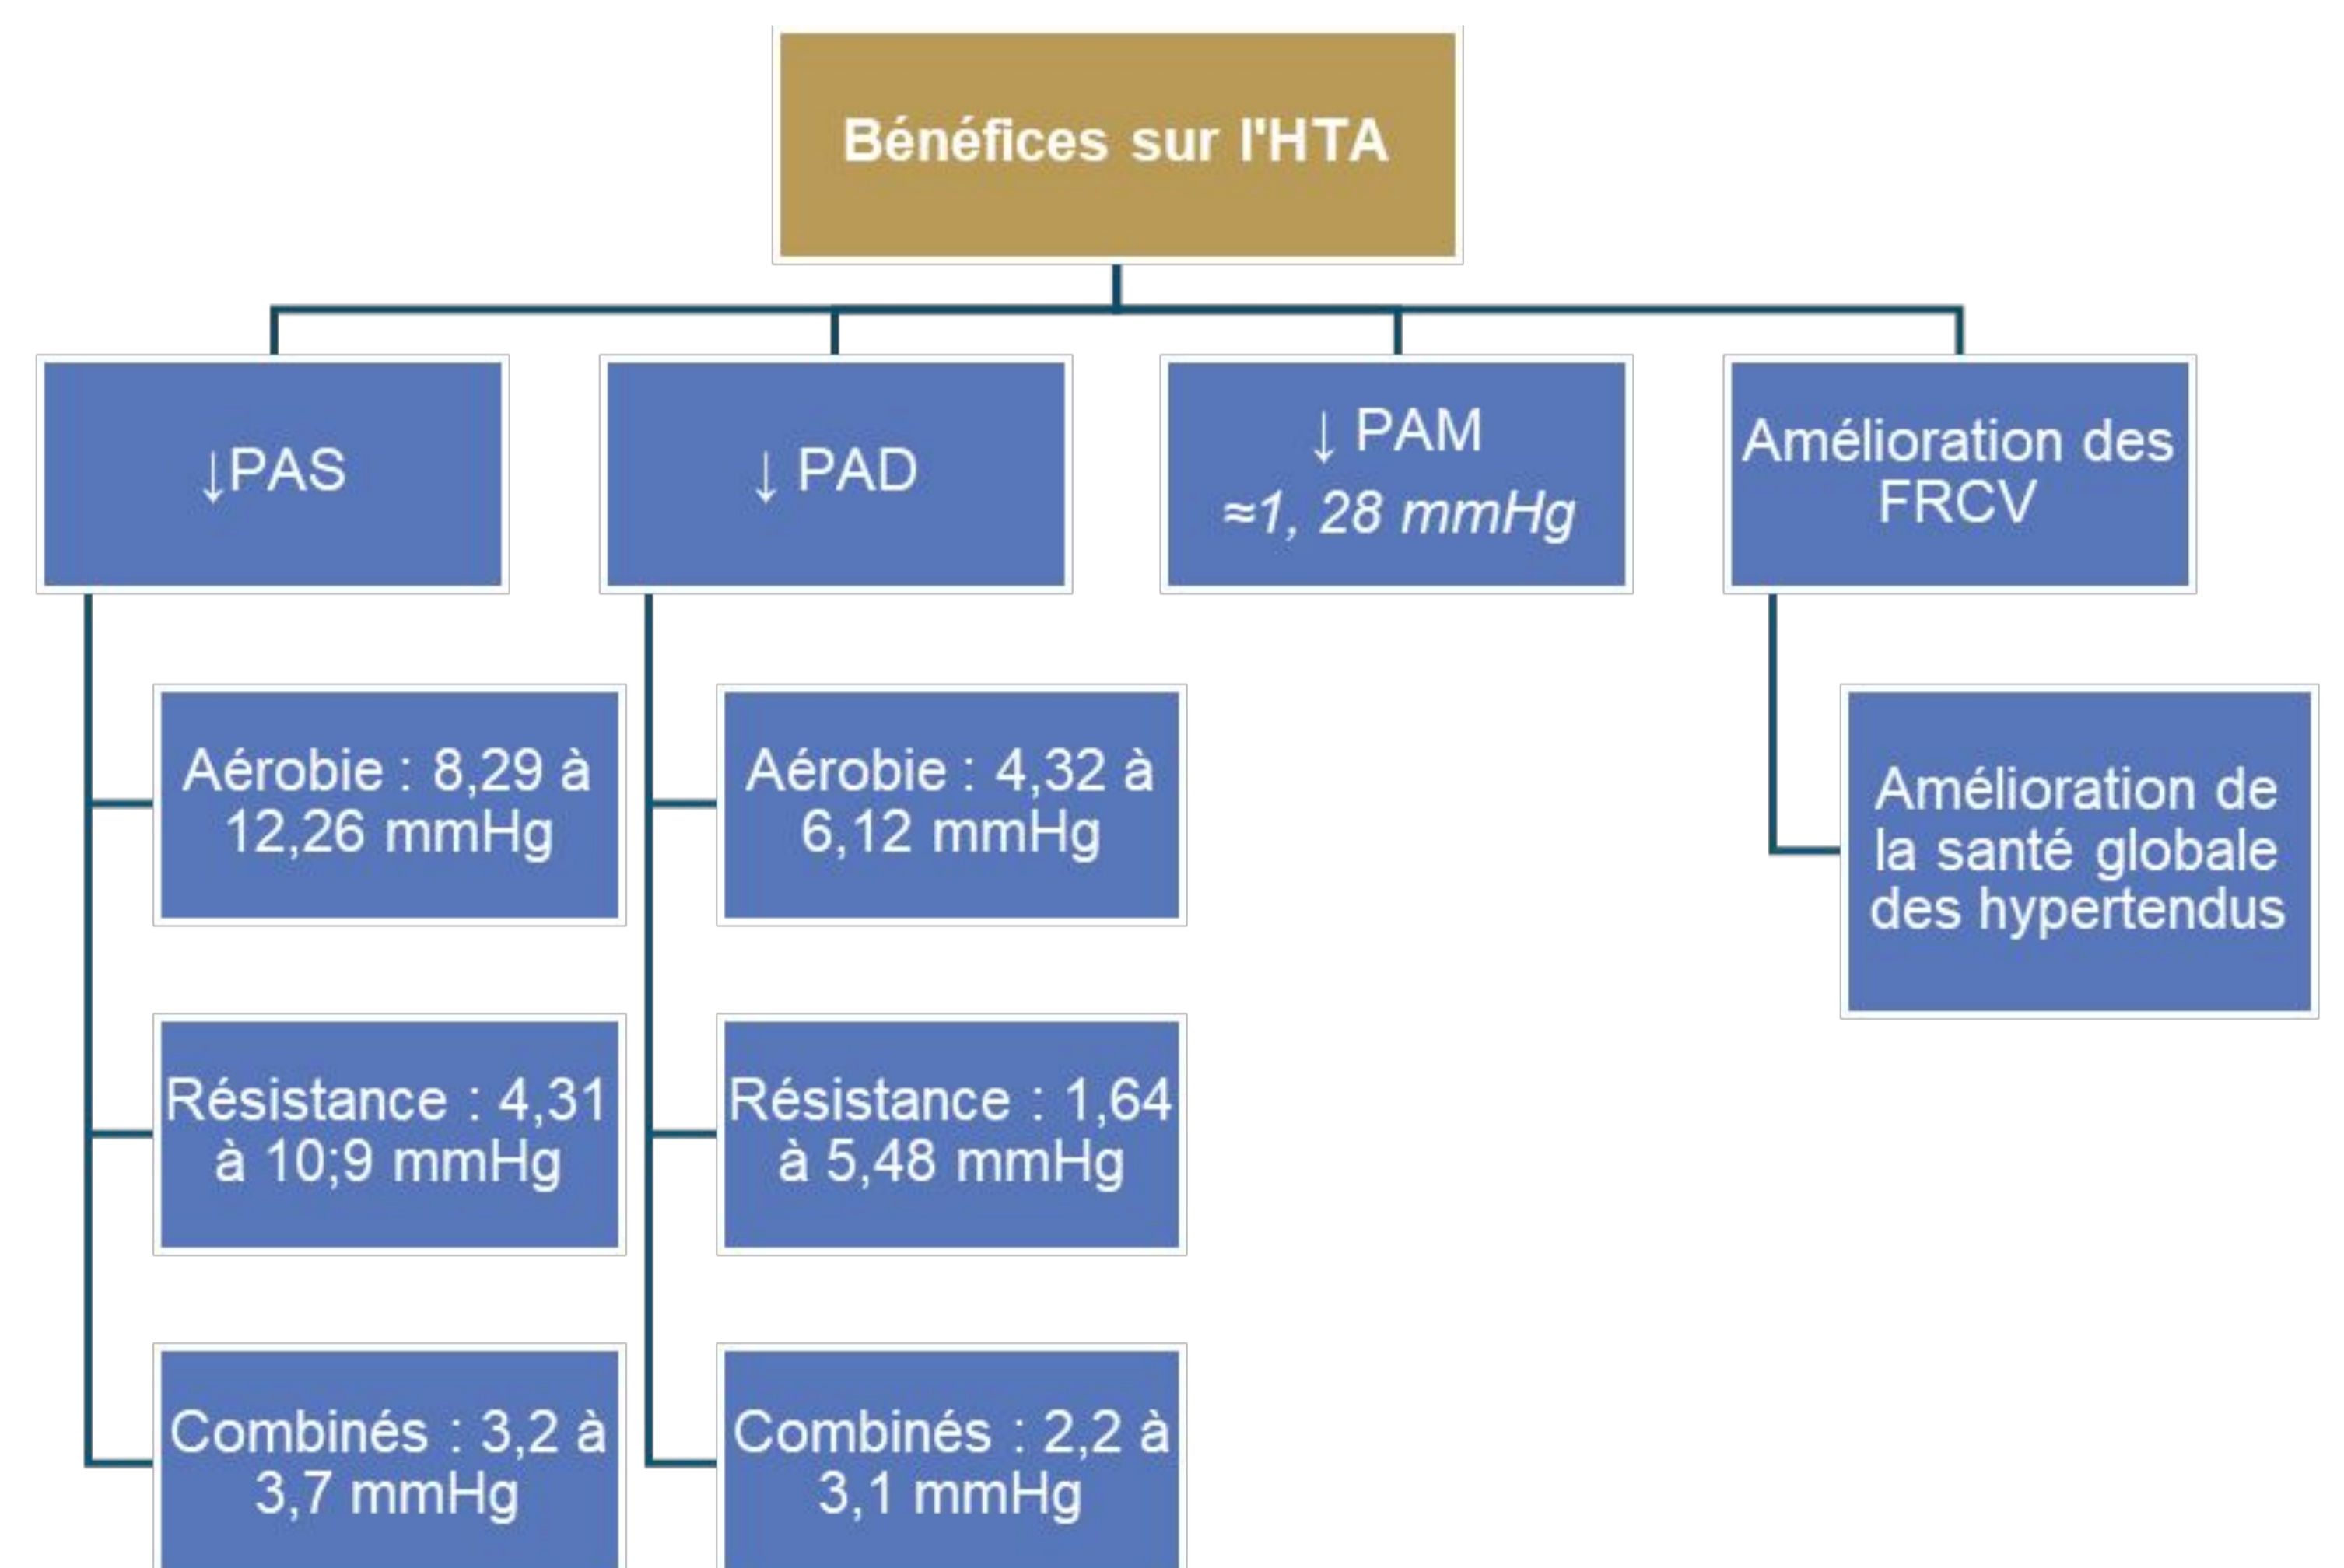 Bénéfices sur l'HTA
↓PAS
↓ PAD
↓ PAM
≈1, 28 mmHg
Amélioration des
FRCV
Aérobie : 8,29 à
12,26 mmHg
Aérobie : 4,32 à
6,12 mmHg
Amélioration de
la santé globale
des hypertendus
Résistance : 4,31
à 10;9 mmHg
Résistance : 1,64
à 5,48 mmHg
Combinés : 3,2 à
3,7 mmHg
Combinés : 2,2 à
3,1 mmHg